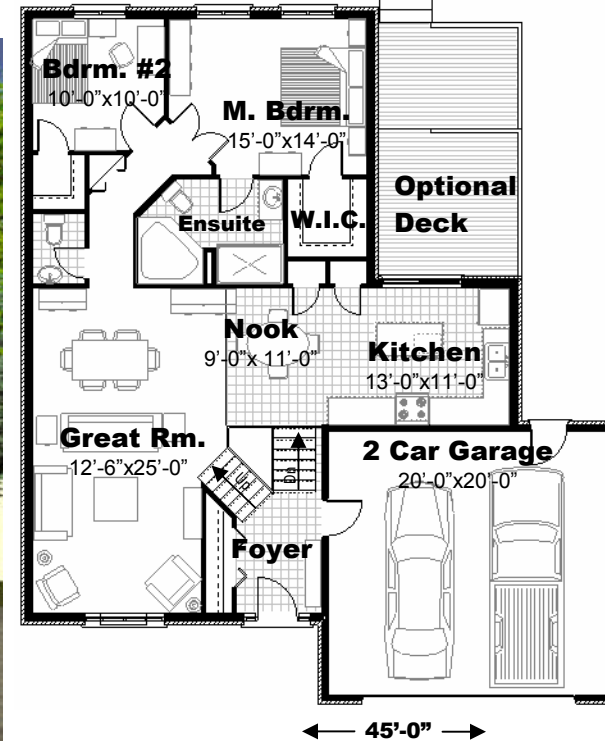 Bdrm. #2
10'-0"x10'-0"
M. Bdrm.
15'-0"x14'-0"
Optional
Deck
Ensuite
W.I.C.
Nook
9'-0"x 11'-0"
Kitchen
13'-0"x11'-0"
Great Rm.
12'-6"x25'-0"
Up
Dn
2 Car Garage
20'-0"x20'-0"
Foyer
45'-0"